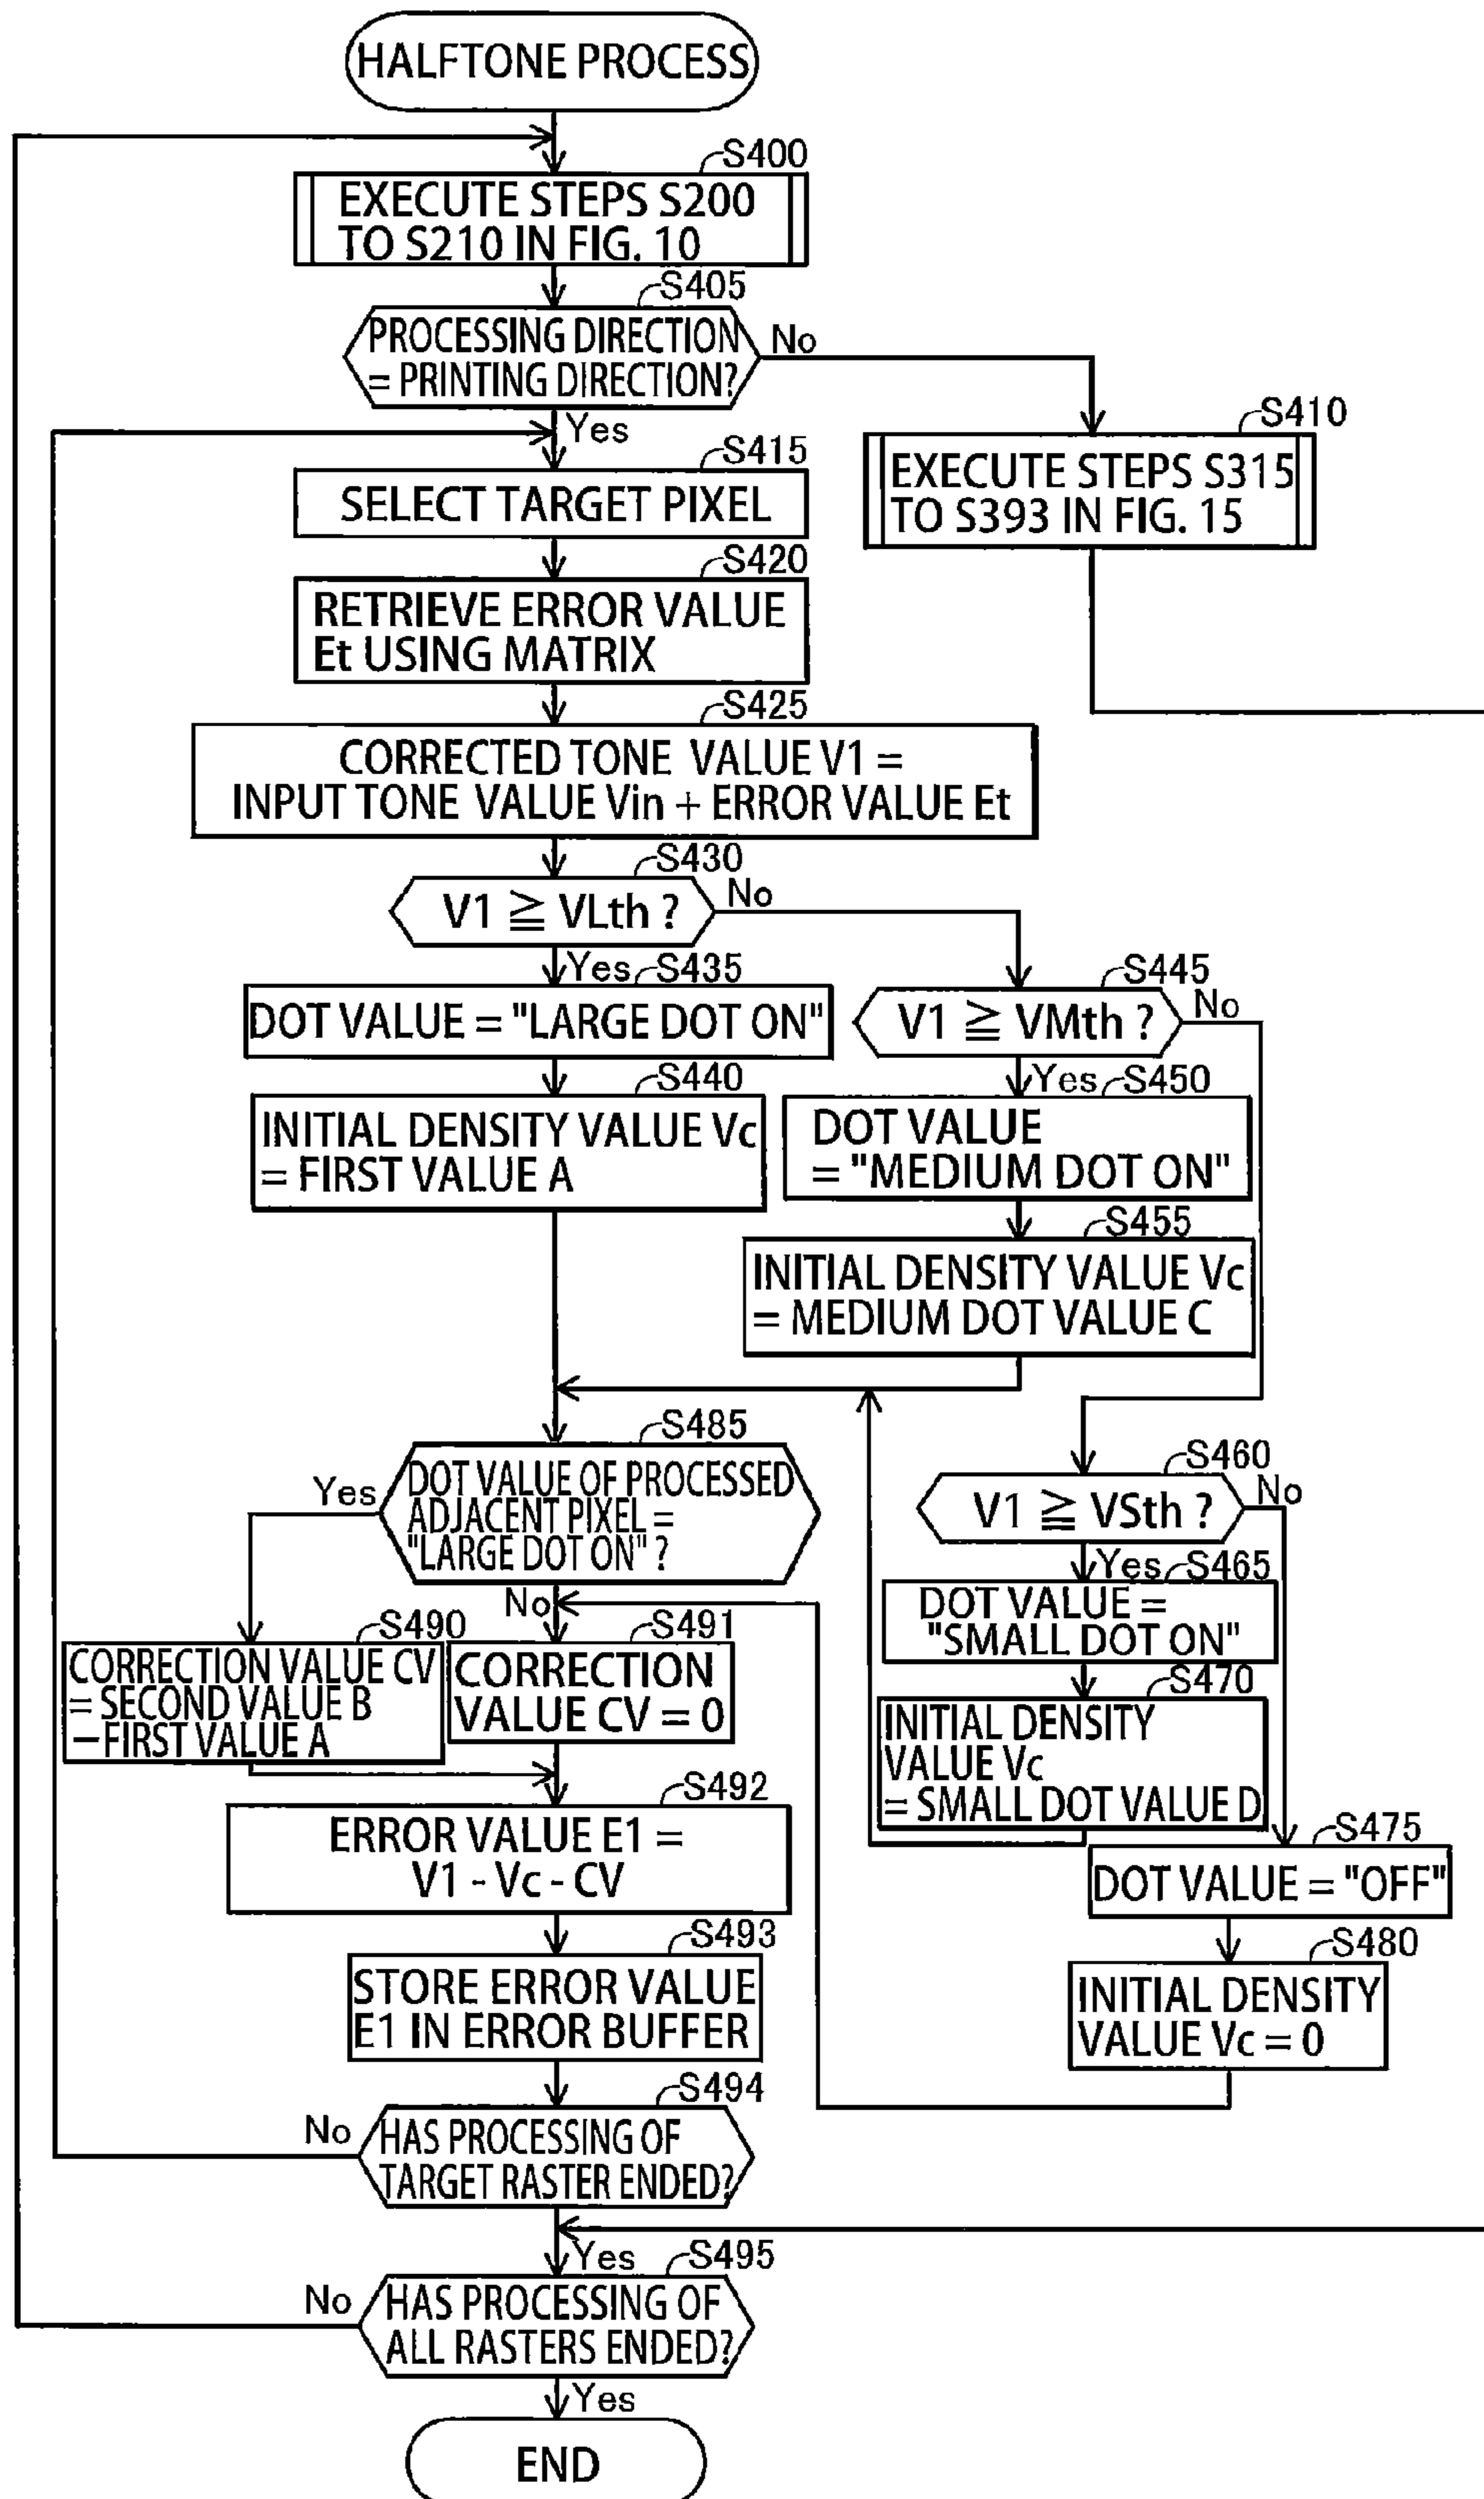 HALFTONE PROCESS
S400
EXECUTE STEPS S200
TO S210 IN FIG. 10
S405
PROCESSING DIRECTION
= PRINTING DIRECTION?
No
Yes
S410
EXECUTE STEPS S315
TO S393 IN FIG. 15
S415
SELECT TARGET PIXEL
S420
RETRIEVE ERROR VALUE
Et USING MATRIX
S425
CORRECTED TONE VALUE V1 =
INPUT TONE VALUE Vin + ERROR VALUE Et
S430
V1 ≧ VLth ?
No
Yes
S435
DOT VALUE = "LARGE DOT ON"
S440
INITIAL DENSITY VALUE Vc
= FIRST VALUE A
S445
V1 ≧ VMth ?
No
Yes
S450
DOT VALUE
= "MEDIUM DOT ON"
S455
INITIAL DENSITY VALUE Vc
= MEDIUM DOT VALUE C
S460
V1 ≧ VSth ?
No
Yes
S465
DOT VALUE =
"SMALL DOT ON"
S470
INITIAL DENSITY
VALUE Vc
= SMALL DOT VALUE D
S475
DOT VALUE = "OFF"
S480
INITIAL DENSITY
VALUE Vc = 0
S485
DOT VALUE OF PROCESSED
ADJACENT PIXEL =
"LARGE DOT ON" ?
Yes
No
S490
CORRECTION VALUE CV
= SECOND VALUE B
－FIRST VALUE A
S491
CORRECTION
VALUE CV = 0
S492
ERROR VALUE E1 =
V1 - Vc - CV
S493
STORE ERROR VALUE
E1 IN ERROR BUFFER
S494
HAS PROCESSING OF
TARGET RASTER ENDED?
No
Yes
S495
HAS PROCESSING OF
ALL RASTERS ENDED?
No
Yes
END